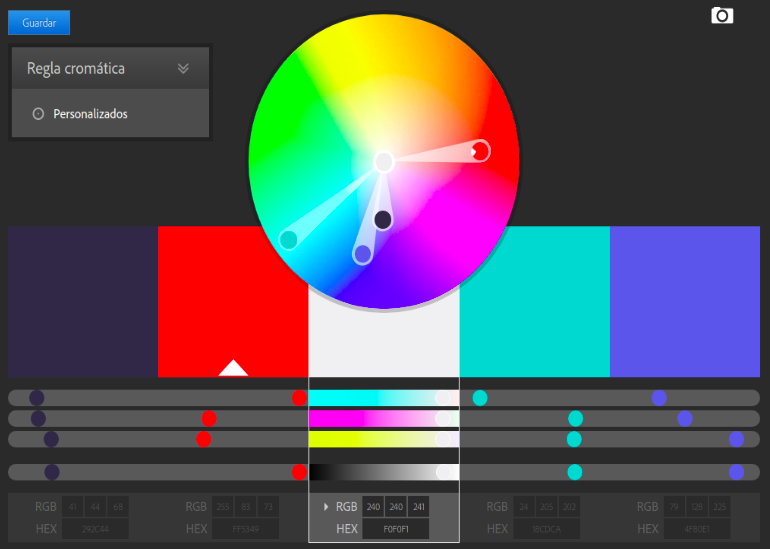 Guardar
Regla cromática
Personalizados
RGB 41 44 68 RGB 255 83 73 RGB 240 240 241 RGB 24 205 202 RGB 79 128 225
HEX 292C44 HEX FF5349 HEX F0F0F1 HEX 18CDCA HEX 4F80E1